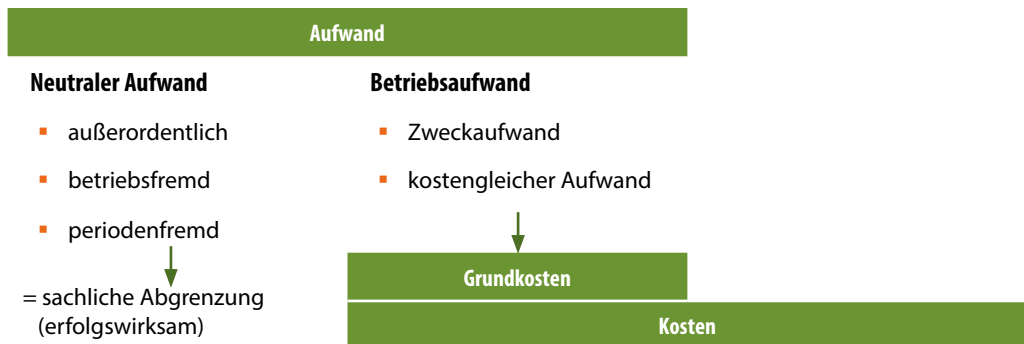 Aufwand
Neutraler Aufwand
außerordentlich
betriebsfremd
periodenfremd
= sachliche Abgrenzung
(erfolgswirksam)
Betriebsaufwand
Zweckaufwand
kostengleicher Aufwand
Grundkosten
Kosten